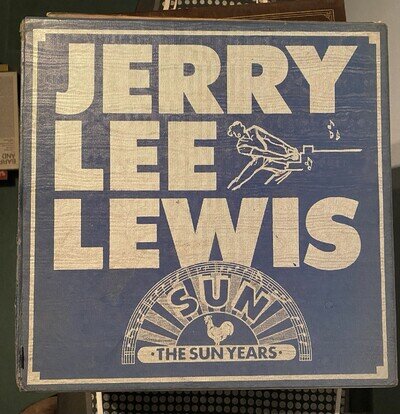 JERRY
LEE
LEWIS
SUN
·THE SUN YEARS·